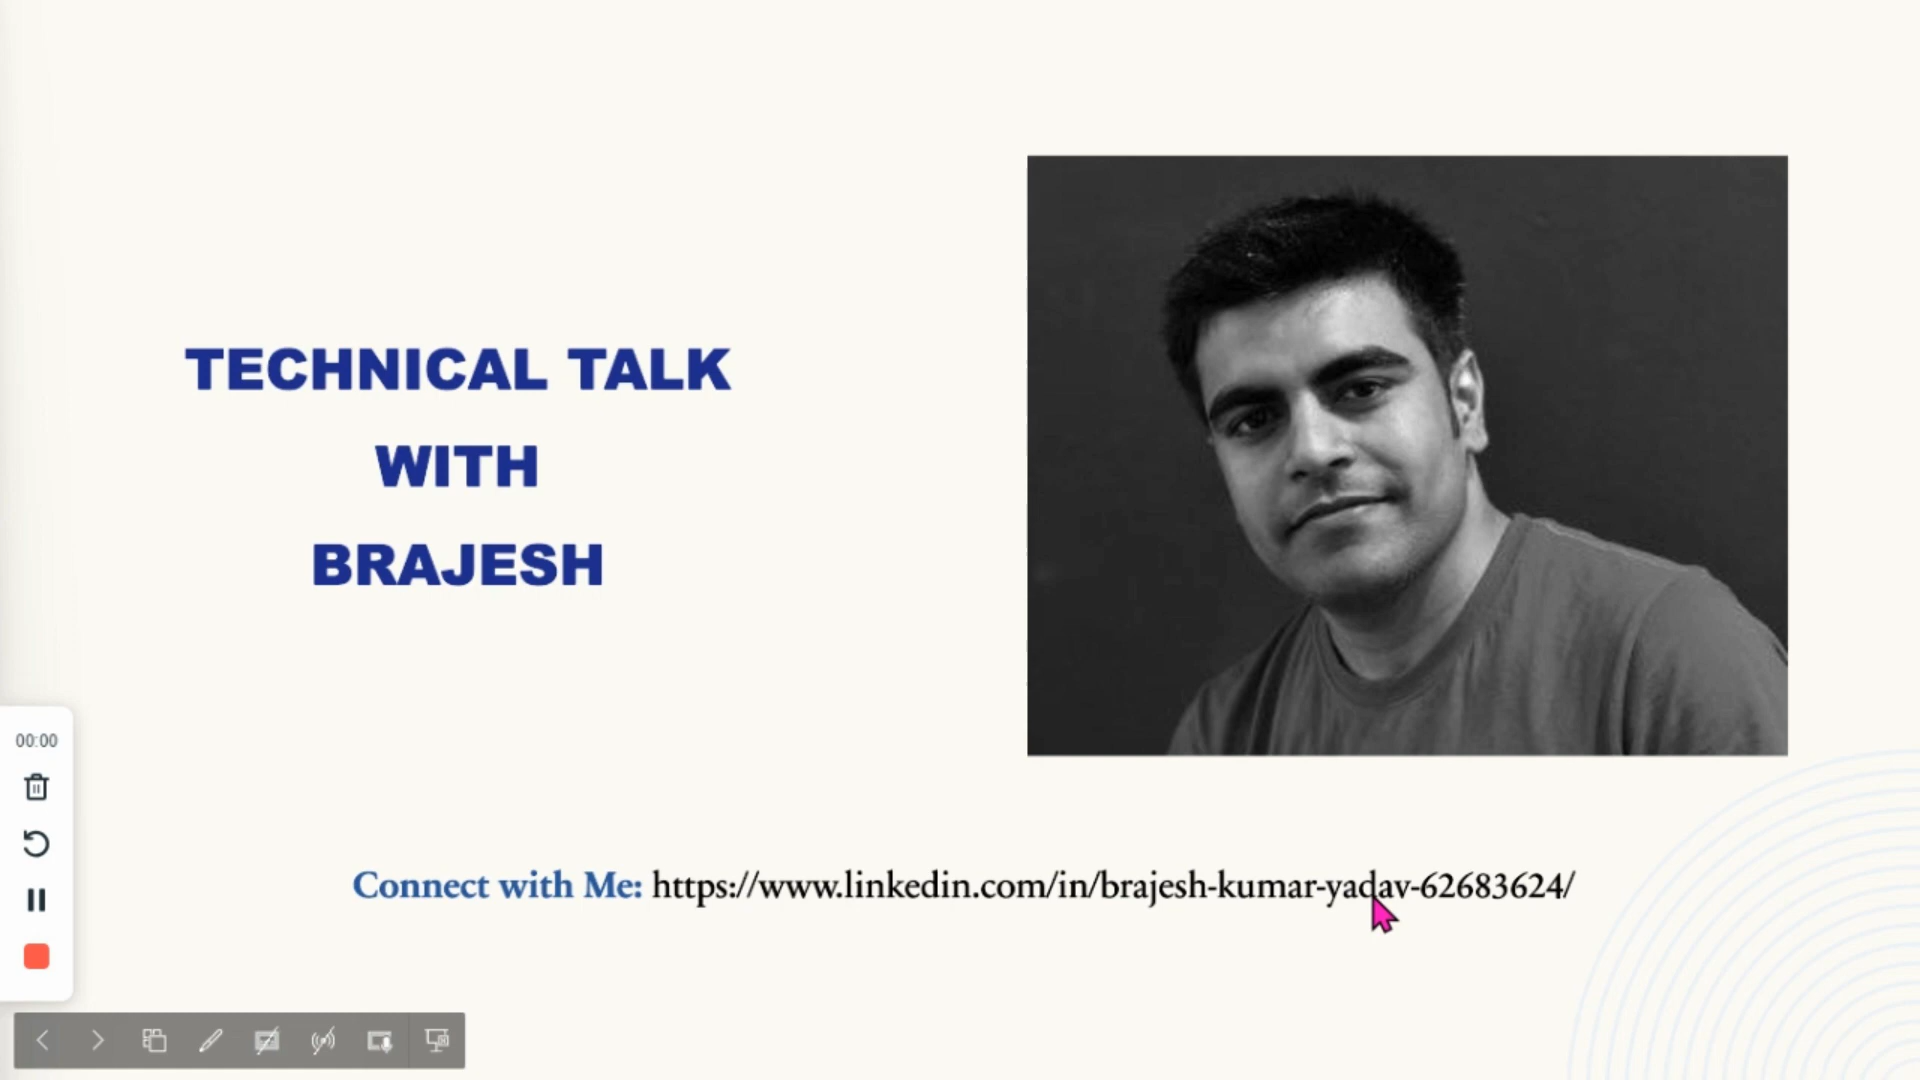 TECHNICAL TALK
WITH
BRAJESH
00:00
Connect with Me: https://www.linkedin.com/in/brajesh-kumar-yadav-62683624/